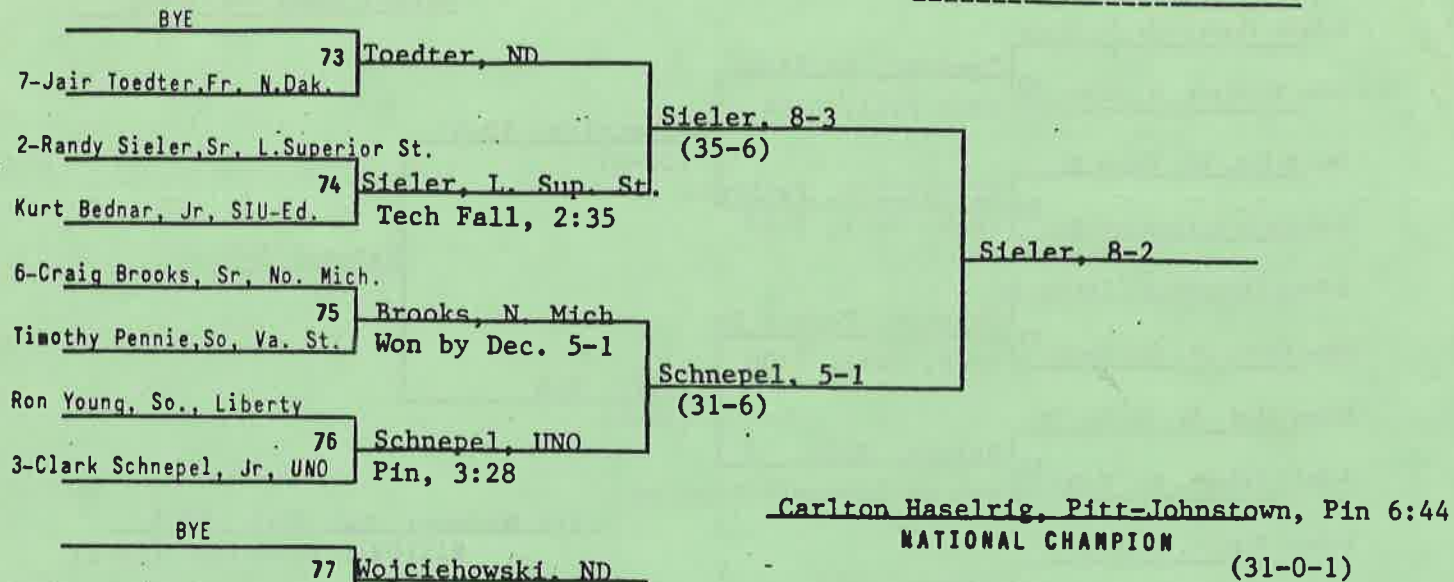 BYE
73 Toedter, ND
7-Jair Toedter,Fr. N.Dak.
Sieler, 8-3
(35-6)
2-Randy Sieler,Sr, L.Superior St.
74 Sieler, L. Sup. St.
Kurt Bednar, Jr, SIU-Ed.
Tech Fall, 2:35
Sieler, 8-2
6-Craig Brooks, Sr, No. Mich.
75 Brooks, N. Mich
Timothy Pennie,So, Va. St.
Won by Dec. 5-1
Schnepel, 5-1
(31-6)
Ron Young, So., Liberty
76 Schnepel, UNO
3-Clark Schnepel, Jr, UNO
Pin, 3:28
Carlton Haselrig, Pitt-Johnstown, Pin 6:44
NATIONAL CHAMPION
(31-0-1)
BYE
77 Wojciehowski, ND